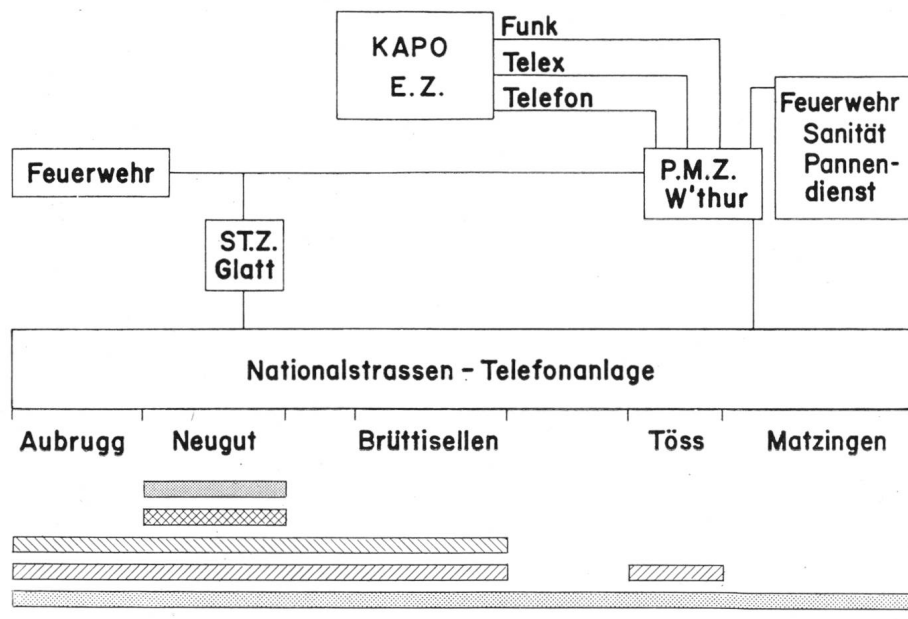 KAPO
E.Z.
Funk
Telex
Telefon
Feuerwehr
Sanität
Pannen-
dienst
Feuerwehr
P.M.Z.
W'thur
ST.Z.
Glatt
Nationalstrassen - Telefonanlage
Aubrugg Neugut Brüttisellen Töss Matzingen